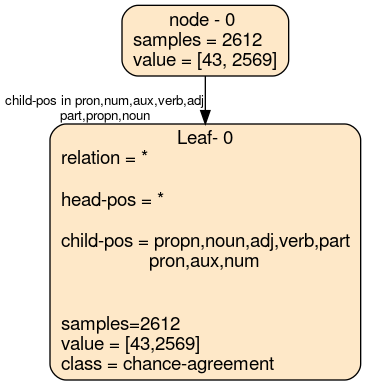 node - 0
samples = 2612
value = [43, 2569]
child-pos in pron,num,aux,verb,adj
part,propn,noun
Leaf- 0
relation = *
head-pos = *
child-pos = propn,noun,adj,verb,part
pron,aux,num
samples=2612
value = [43,2569]
class = chance-agreement